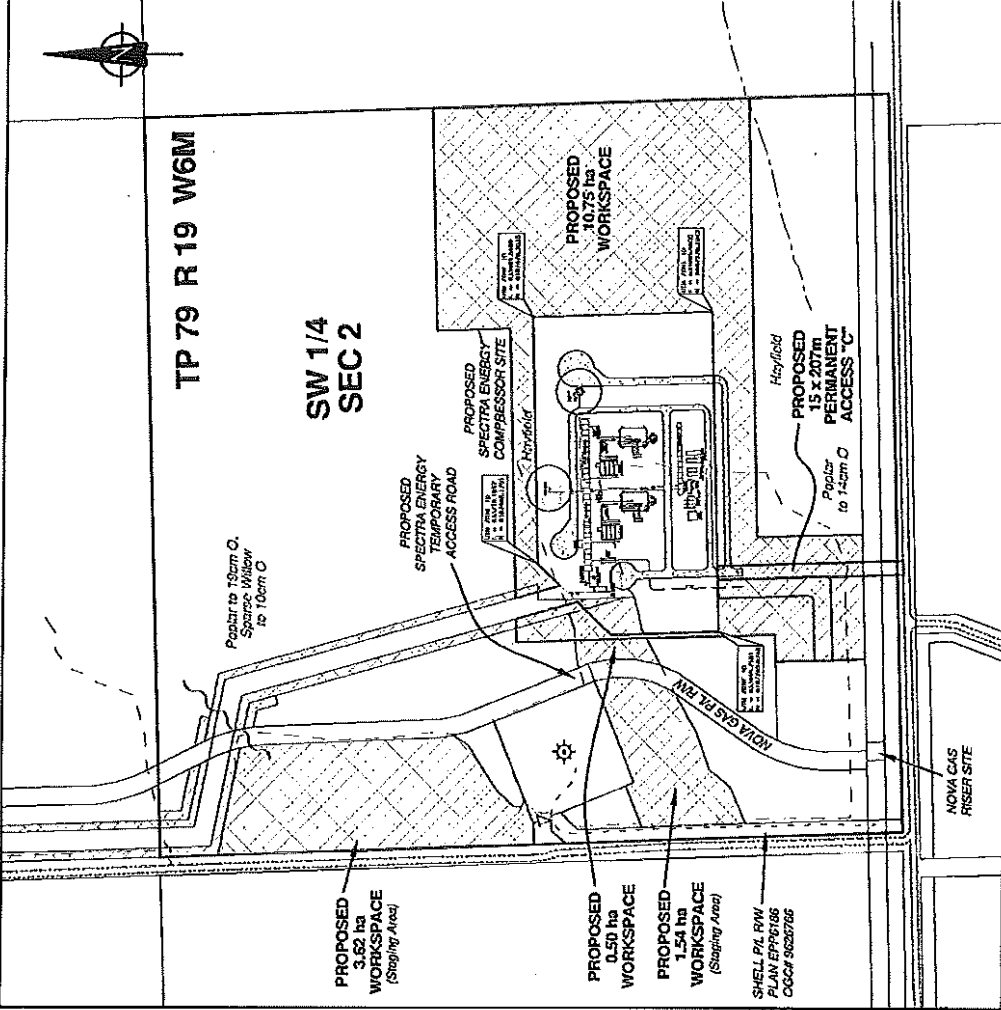 N
TP 79 R 19 W6M
SW 1/4
SEC 2
PROPOSED
10.75 ha
WORKSPACE
PROPOSED
SPECTRA ENERGY
COMPRESSOR SITE
Hayfield
PROPOSED
SPECTRA ENERGY
TEMPORARY
ACCESS ROAD
Poplar to 19cm O,
Sparse Willow
to 10cm O
Hayfield
PROPOSED
15 x 207m
PERMANENT
ACCESS "C"
Poplar
to 14cm O
NOVA GAS P/L R/W
PROPOSED
3.62 ha
WORKSPACE
(Staging Area)
PROPOSED
0.50 ha
WORKSPACE
PROPOSED
1.54 ha
WORKSPACE
(Staging Area)
SHELL P/L R/W
PLAN EPP6186
OGC# 9626766
NOVA GAS
RISER SITE